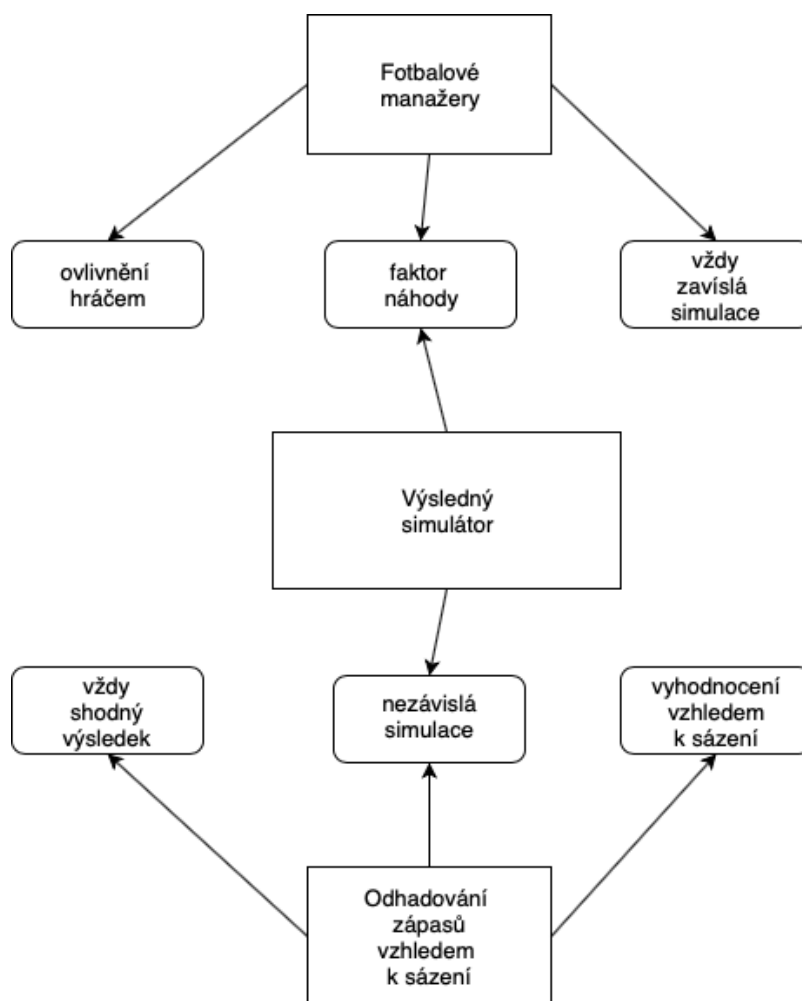 Fotbalové
manažery
ovlivnění
hráčem
faktor
náhody
vždy
zavíslá
simulace
Výsledný
simulátor
vždy
shodný
výsledek
nezávislá
simulace
vyhodnocení
vzhledem
k sázení
Odhadování
zápasů
vzhledem
k sázení